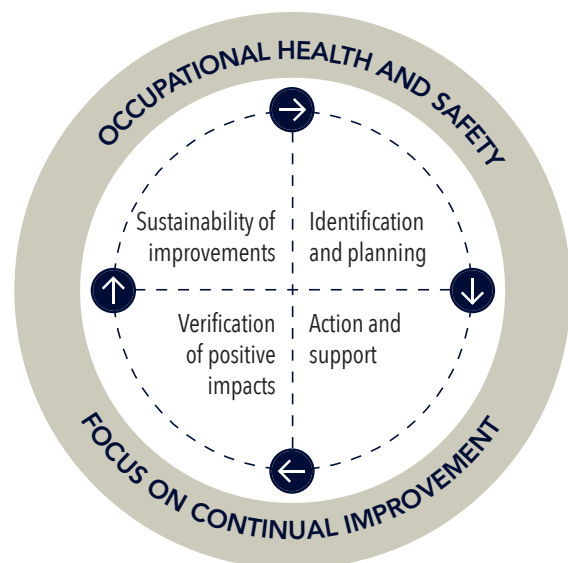 OCCUPATIONAL HEALTH AND SAFETY
Sustainability of
improvements
Identification
and planning
Verification
of positive
impacts
Action and
support
FOCUS ON CONTINUAL IMPROVEMENT